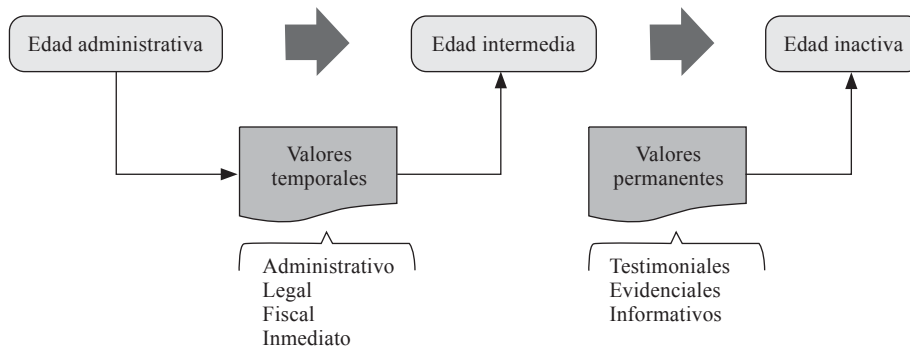 Edad administrativa
Edad intermedia
Edad inactiva
Valores
temporales
Valores
permanentes
Administrativo
Legal
Fiscal
Inmediato
Testimoniales
Evidenciales
Informativos